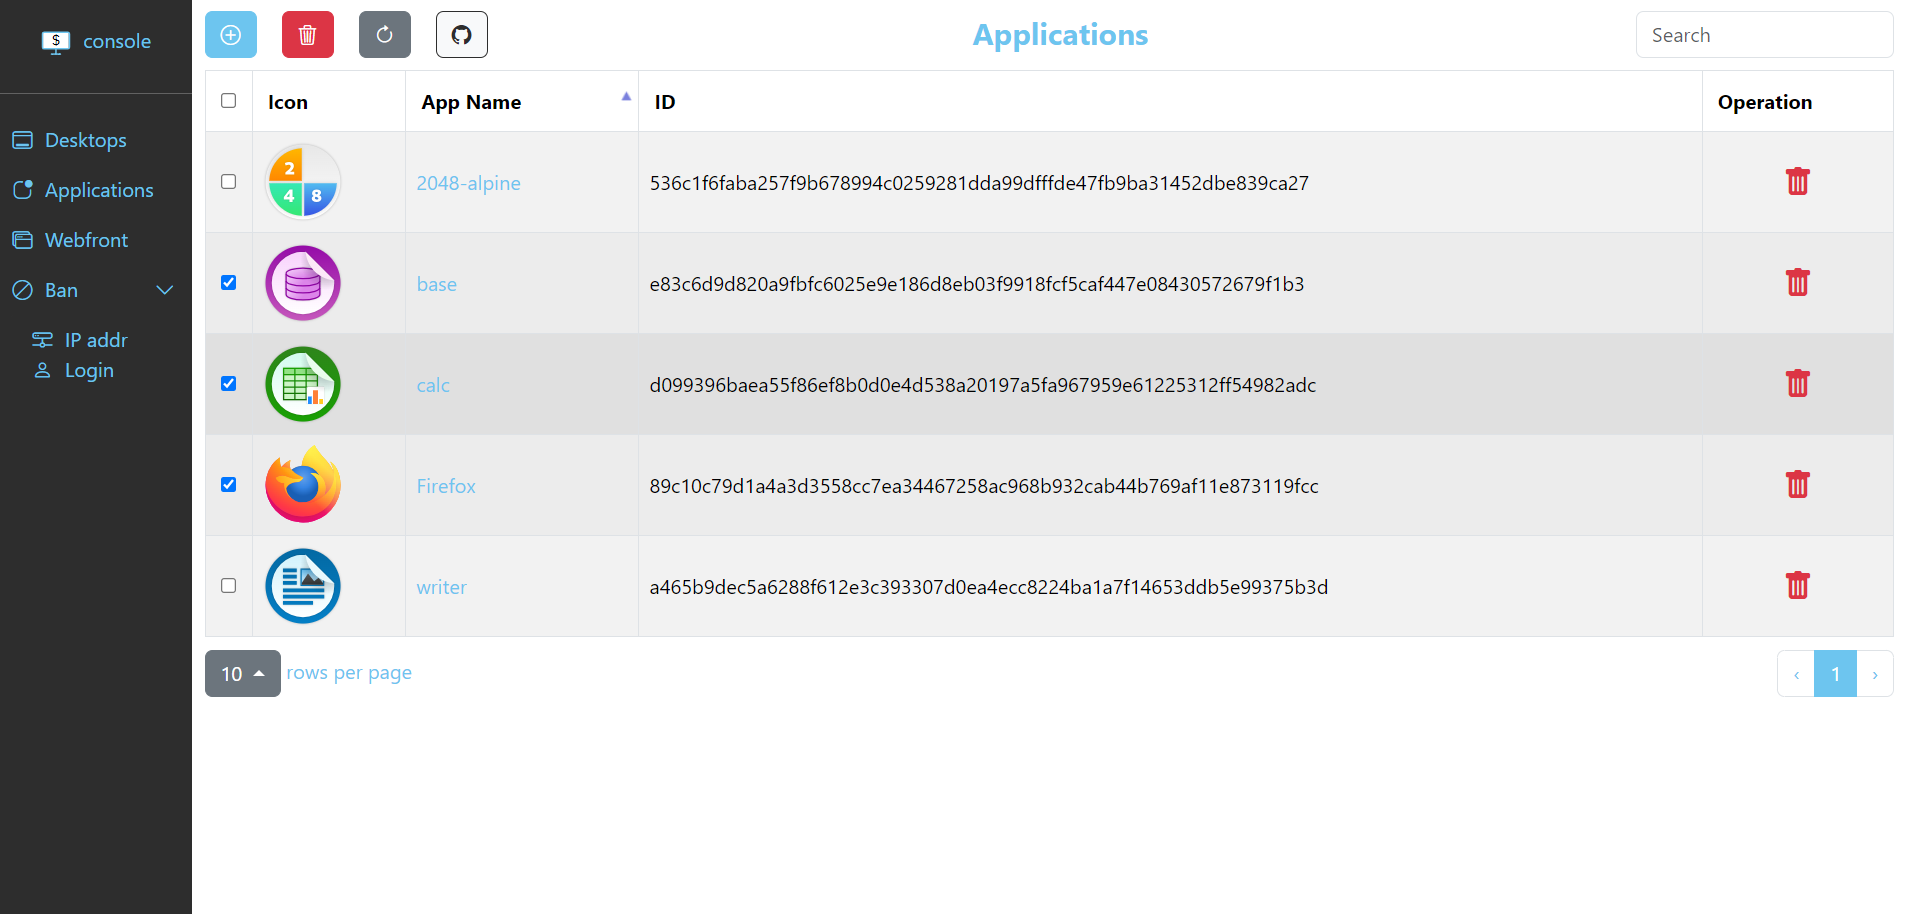 $ console
Desktops
Applications
Webfront
Ban
IP addr
Login
Applications
Search
Icon App Name ID Operation
2 4 8 2048-alpine 536c1f6faba257f9b678994c0259281dda99dfffde47fb9ba31452dbe839ca27
base e83c6d9d820a9fbfc6025e9e186d8eb03f9918fcf5caf447e08430572679f1b3
calc d099396baea55f86ef8b0d0e4d538a20197a5fa967959e61225312ff54982adc
Firefox 89c10c79d1a4a3d3558cc7ea34467258ac968b932cab44b769af11e873119fcc
writer a465b9dec5a6288f612e3c393307d0ea4ecc8224ba1a7f14653ddb5e99375b3d
10 rows per page
‹ 1 ›